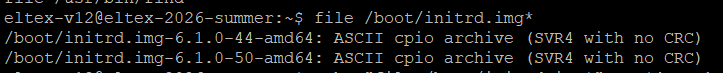 eltex-v12@eltex-2026-summer:~$ file /boot/initrd.img*
/boot/initrd.img-6.1.0-44-amd64: ASCII cpio archive (SVR4 with no CRC)
/boot/initrd.img-6.1.0-50-amd64: ASCII cpio archive (SVR4 with no CRC)